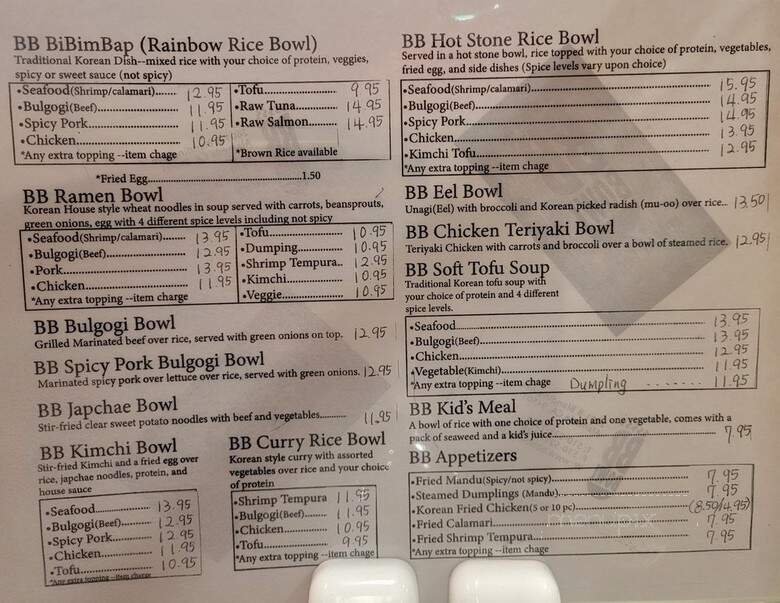 BB BiBimBap (Rainbow Rice Bowl)
Traditional Korean Dish--mixed rice with your choice of protein, veggies,
spicy or sweet sauce (not spicy)
•Seafood(Shrimp/calamari)...... 12.95
•Bulgogi(Beef)..................... 11.95
•Spicy Pork......................... 11.95
•Chicken............................ 10.95
*Any extra topping --item chage
•Tofu........................ 9.95
•Raw Tuna................ 14.95
•Raw Salmon............. 14.95
*Brown Rice available
*Fried Egg..........................................1.50
BB Ramen Bowl
Korean House style wheat noodles in soup served with carrots, beansprouts,
green onions, egg with 4 different spice levels including not spicy
•Seafood(Shrimp/calamari)....... 13.95
•Bulgogi(Beef)..................... 12.95
•Pork................................ 13.95
•Chicken........................... 11.95
*Any extra topping --item charge
•Tofu........................ 10.95
•Dumping................. 10.95
•Shrimp Tempura.. 12.95
•Kimchi.................... 10.95
•Veggie.................... 10.95
BB Bulgogi Bowl
Grilled Marinated beef over rice, served with green onions on top. 12.95
BB Spicy Pork Bulgogi Bowl
Marinated spicy pork over lettuce over rice, served with green onions. 12.95
BB Japchae Bowl
Stir-fried clear sweet potato noodles with beef and vegetables.......... 11.95
BB Kimchi Bowl
Stir-fried Kimchi and a fried egg over
rice, japchae noodles, protein, and
house sauce
•Seafood..................... 13.95
•Bulgogi(Beef)............. 12.95
•Spicy Pork................. 12.95
•Chicken.................... 11.95
•Tofu......................... 10.95
*Any extra topping --item charge
BB Curry Rice Bowl
Korean style curry with assorted
vegetables over rice and your choice
of protein
•Shrimp Tempura 11.95
•Bulgogi(Beef)........ 11.95
•Chicken................ 10.95
•Tofu..................... 9.95
*Any extra topping --item chage
BB Hot Stone Rice Bowl
Served in a hot stone bowl, rice topped with your choice of protein, vegetables,
fried egg, and side dishes (Spice levels vary upon choice)
•Seafood(Shrimp/calamari)............................................ 15.95
•Bulgogi(Beef)............................................................ 14.95
•Spicy Pork................................................................ 14.95
•Chicken.................................................................... 13.95
•Kimchi Tofu.............................................................. 12.95
*Any extra topping --item chage
BB Eel Bowl
Unagi(Eel) with broccoli and Korean picked radish (mu-oo) over rice... 13.50
BB Chicken Teriyaki Bowl
Teriyaki Chicken with carrots and broccoli over a bowl of steamed rice. 12.95
BB Soft Tofu Soup
Traditional Korean tofu soup with
your choice of protein and 4 different
spice levels.
•Seafood.................................................................... 13.95
•Bulgogi(Beef)............................................................ 13.95
•Chicken.................................................................... 12.95
•Vegetable(Kimchi)...................................................... 11.95
*Any extra topping --item chage Dumpling ........ 11.95
BB Kid's Meal
A bowl of rice with one choice of protein and one vegetable, comes with a
pack of seaweed and a kid's juice............................................ 7.95
BB Appetizers
•Fried Mandu(Spicy/not spicy)........................................ 7.95
•Steamed Dumplings (Mandu)........................................ 7.95
•Korean Fried Chicken(5 or 10 pc)................................... (8.50/4.95)
•Fried Calamari............................................................ 7.95
•Fried Shrimp Tempura................................................. 7.95
*Any extra topping --item chage